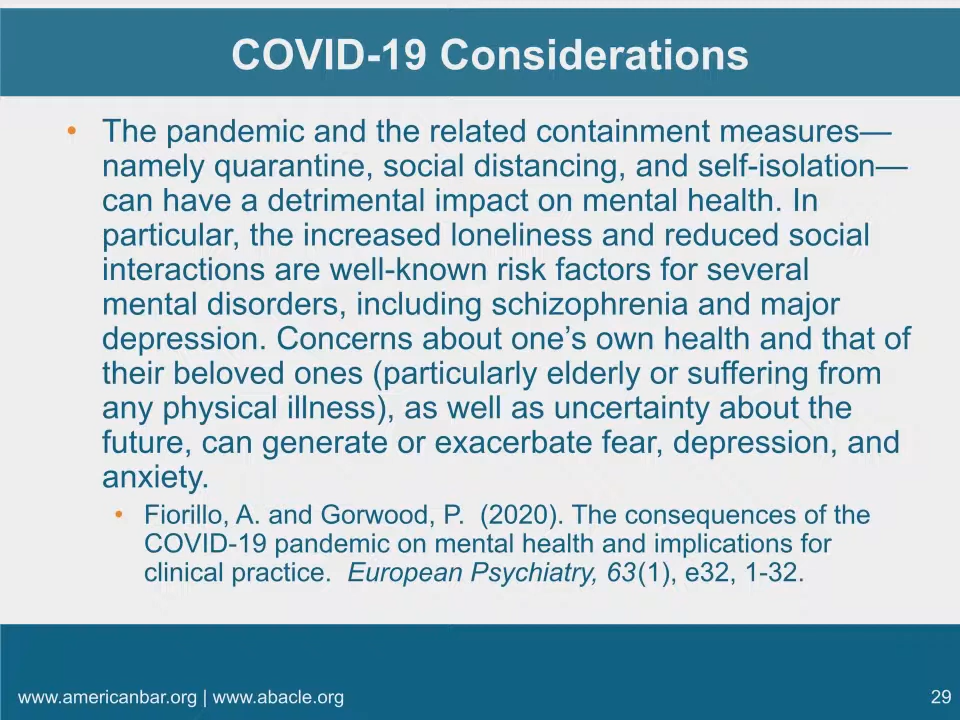 COVID-19 Considerations
• The pandemic and the related containment measures—
namely quarantine, social distancing, and self-isolation—
can have a detrimental impact on mental health. In
particular, the increased loneliness and reduced social
interactions are well-known risk factors for several
mental disorders, including schizophrenia and major
depression. Concerns about one’s own health and that of
their beloved ones (particularly elderly or suffering from
any physical illness), as well as uncertainty about the
future, can generate or exacerbate fear, depression, and
anxiety.
• Fiorillo, A. and Gorwood, P.  (2020). The consequences of the
COVID-19 pandemic on mental health and implications for
clinical practice.  European Psychiatry, 63(1), e32, 1-32.
www.americanbar.org | www.abacle.org
29